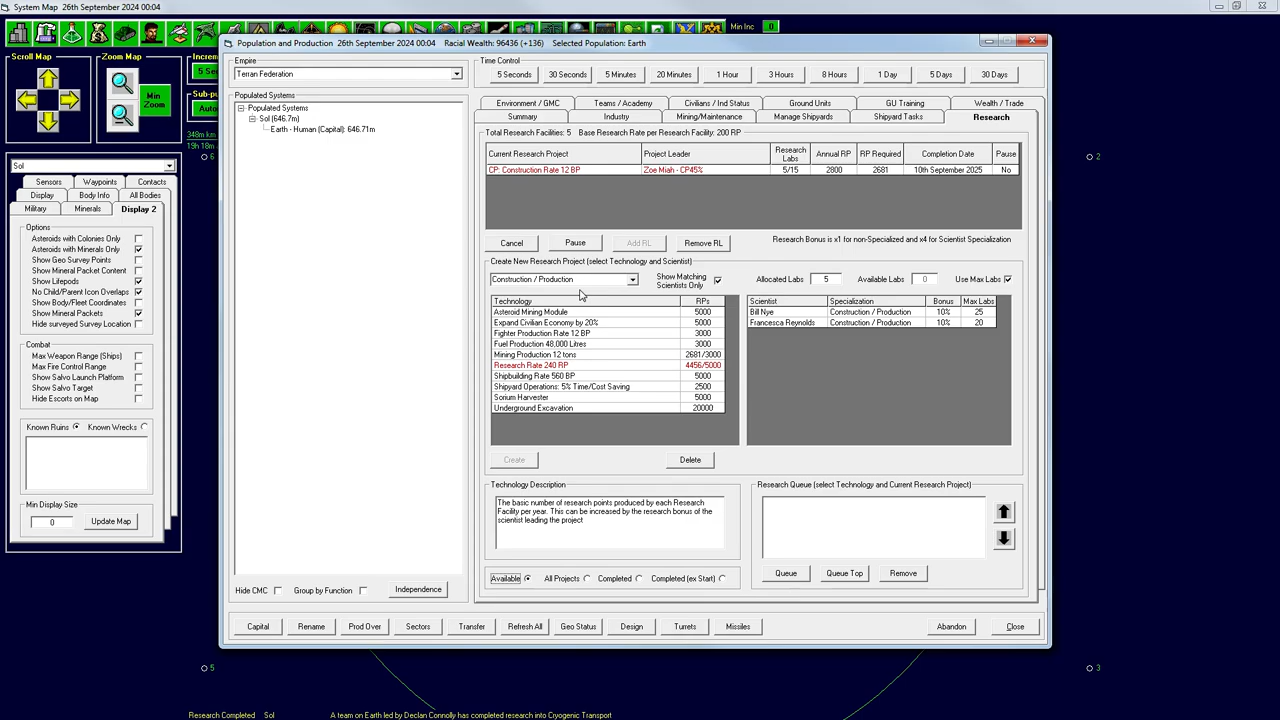 System Map 26th September 2024 00:04
Min Inc 0
Scroll Map
Zoom Map
Min Zoom
Sol
Sensors Waypoints Contacts
Display Body Info All Bodies
Military Minerals Display 2
Options
Asteroids with Colonies Only
Asteroids with Minerals Only
Show Geo Survey Points
Show Mineral Packet Content
Show Lifepods
No Child/Parent Icon Overlaps
Show Body/Fleet Coordinates
Show Mineral Packets
Hide surveyed Survey Location
Combat
Max Weapon Range (Ships)
Max Fire Control Range
Show Salvo Launch Platform
Show Salvo Target
Hide Escorts on Map
Known Ruins Known Wrecks
Min Display Size
0 Update Map
6
2
5
3
Population and Production 26th September 2024 00:04 Racial Wealth: 96436 (+136) Selected Population: Earth
Empire
Terran Federation
Populated Systems
Populated Systems
Sol (646.7m)
Earth - Human (Capital): 646.71m
Hide CMC Group by Function Independence
Time Control
5 Seconds 30 Seconds 5 Minutes 20 Minutes 1 Hour 3 Hours 8 Hours 1 Day 5 Days 30 Days
Environment / GMC Teams / Academy Civilians / Ind Status Ground Units GU Training Wealth / Trade
Summary Industry Mining/Maintenance Manage Shipyards Shipyard Tasks Research
Total Research Facilities: 5 Base Research Rate per Research Facility: 200 RP
Current Research Project Project Leader Research Labs Annual RP RP Required Completion Date Pause
CP: Construction Rate 12 BP Zoe Miah - CP45% 5/15 2800 2681 10th September 2025 No
Cancel Pause Add RL Remove RL Research Bonus is x1 for non-Specialized and x4 for Scientist Specialization
Create New Research Project (select Technology and Scientist)
Construction / Production Show Matching Scientists Only Allocated Labs 5 Available Labs 0 Use Max Labs
Technology RPs
Asteroid Mining Module 5000
Expand Civilian Economy by 20% 5000
Fighter Production Rate 12 BP 3000
Fuel Production 48,000 Litres 3000
Mining Production 12 tons 2681/3000
Research Rate 240 RP 4456/5000
Shipbuilding Rate 560 BP 5000
Shipyard Operations: 5% Time/Cost Saving 2500
Sorium Harvester 5000
Underground Excavation 20000
Scientist Specialization Bonus Max Labs
Bill Nye Construction / Production 10% 25
Francesca Reynolds Construction / Production 10% 20
Create Delete
Technology Description
The basic number of research points produced by each Research
Facility per year. This can be increased by the research bonus of the
scientist leading the project
Research Queue (select Technology and Current Research Project)
Available All Projects Completed Completed (ex Start)
Queue Queue Top Remove
Capital Rename Prod Over Sectors Transfer Refresh All Geo Status Design Turrets Missiles Abandon Close
Research Completed Sol A team on Earth led by Declan Connolly has completed research into Cryogenic Transport